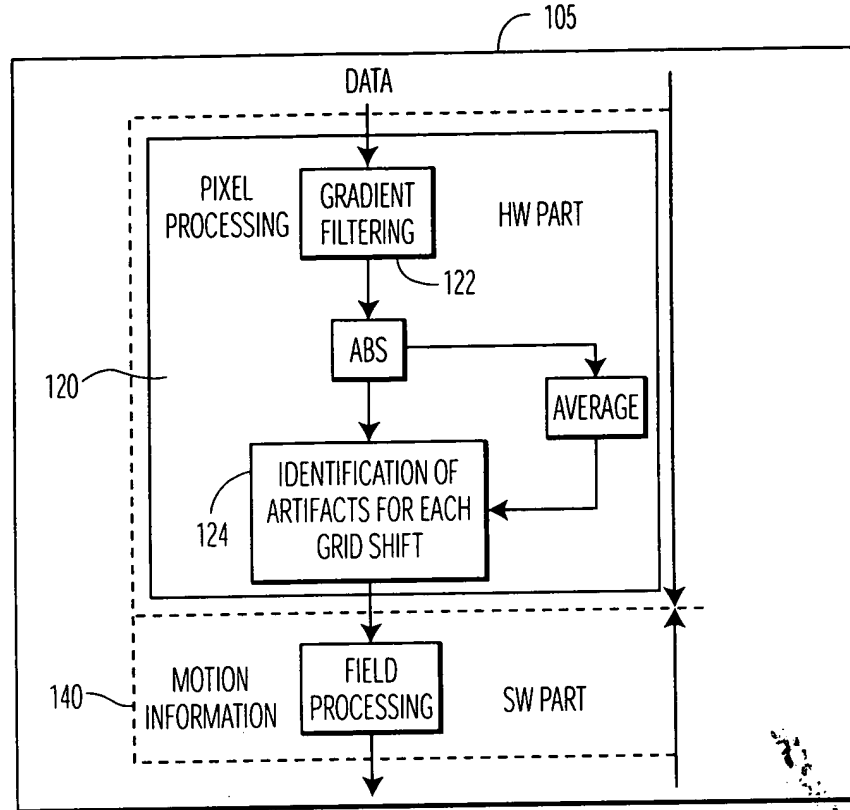 105
DATA
PIXEL
PROCESSING
GRADIENT
FILTERING
HW PART
122
ABS
120
AVERAGE
IDENTIFICATION OF
ARTIFACTS FOR EACH
GRID SHIFT
124
140
MOTION
INFORMATION
FIELD
PROCESSING
SW PART